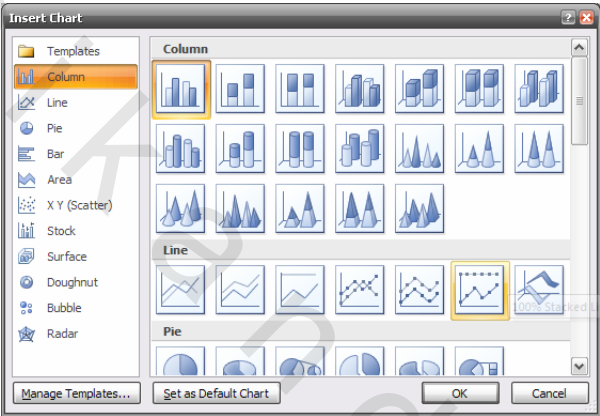 Insert Chart
Templates
Column
Line
Pie
Bar
Area
X Y (Scatter)
Stock
Surface
Doughnut
Bubble
Radar
Column
Line
100% Stacked Li
Pie
Manage Templates...
Set as Default Chart
OK
Cancel